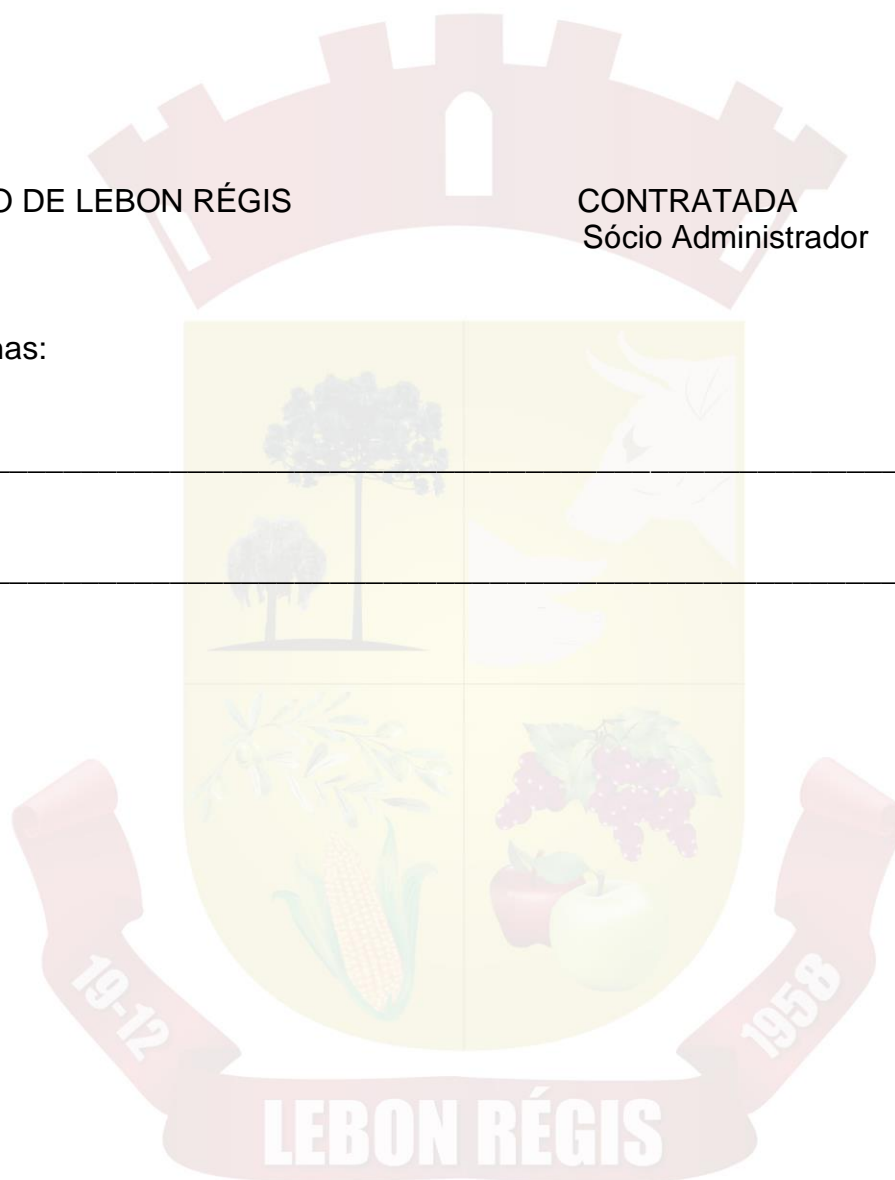 O DE LEBON RÉGIS CONTRATADA
Sócio Administrador
nas:
19-12
1958
LEBON RÉGIS